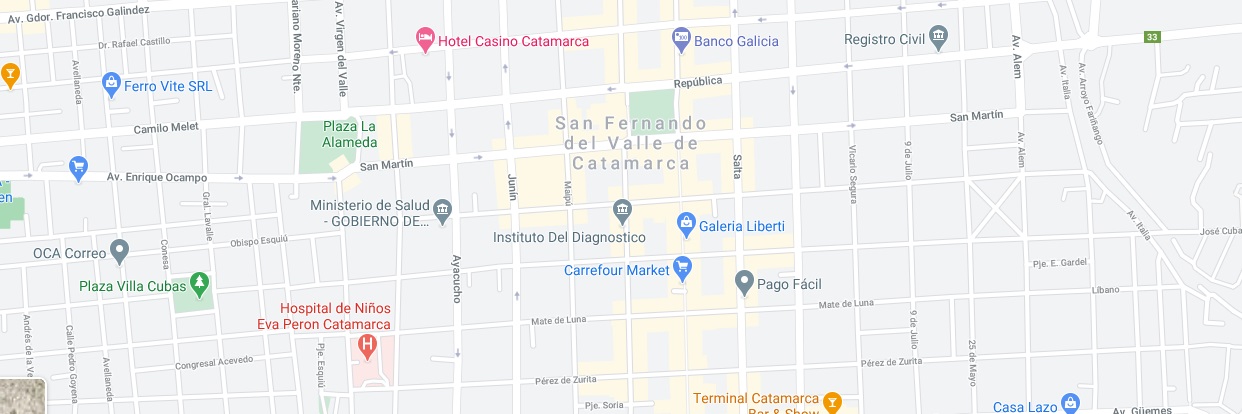 Av. Gdor. Francisco Galindez
Mariano Moreno Nte.
Av. Virgen del Valle
Dr. Rafael Castillo
Hotel Casino Catamarca
Banco Galicia
Registro Civil
33
Av. Alem
Av. Italia
Av. Arroyo Fariñango
Avellaneda
Ferro Vite SRL
República
Camilo Melet
Plaza La
Alameda
San Martín
San Fernando
del Valle de
Catamarca
San Martín
Av. Enrique Ocampo
Junín
Maipú
Salta
Vicario Segura
9 de Julio
Av. Alem
en
Gral. Lavalle
Ministerio de Salud
- GOBIERNO DE...
Instituto Del Diagnostico
Galeria Liberti
Av. Italia
José Cuba
OCA Correo
Conesa
Obispo Esquiú
Ayacucho
Carrefour Market
Pago Fácil
Pje. E. Gardel
Plaza Villa Cubas
Líbano
Hospital de Niños
Eva Peron Catamarca
Mate de Luna
Mate de Luna
9 de Julio
25 de Mayo
Andrés de la Ve
Calle Pedro Goyena
Avellaneda
Congresal Acevedo
Pje. Esquiú
Pérez de Zurita
Pérez de Zurita
Pje. Soria
Terminal Catamarca
Bar & Show
Casa Lazo
Av. Güemes